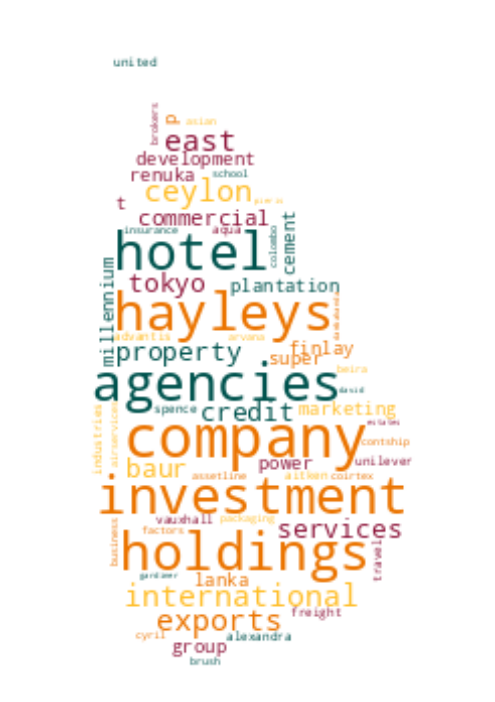 united
brokers
p
asian
east
development
renuka
school
ceylon
t
commercial
insurance
aqua
colombo
cement
hotel
tokyo
plantation
millennium
hayleys
advantis
arvana
property
finlay
super
beira
agencies
david
spence
credit
marketing
industries
airservices
estates
company
contship
baur
power
unilever
assetline
aitken
coirtex
investment
vauxhall
packaging
business
factors
services
holdings
travel
gardiner
lanka
international
freight
exports
cyril
alexandra
group
brush